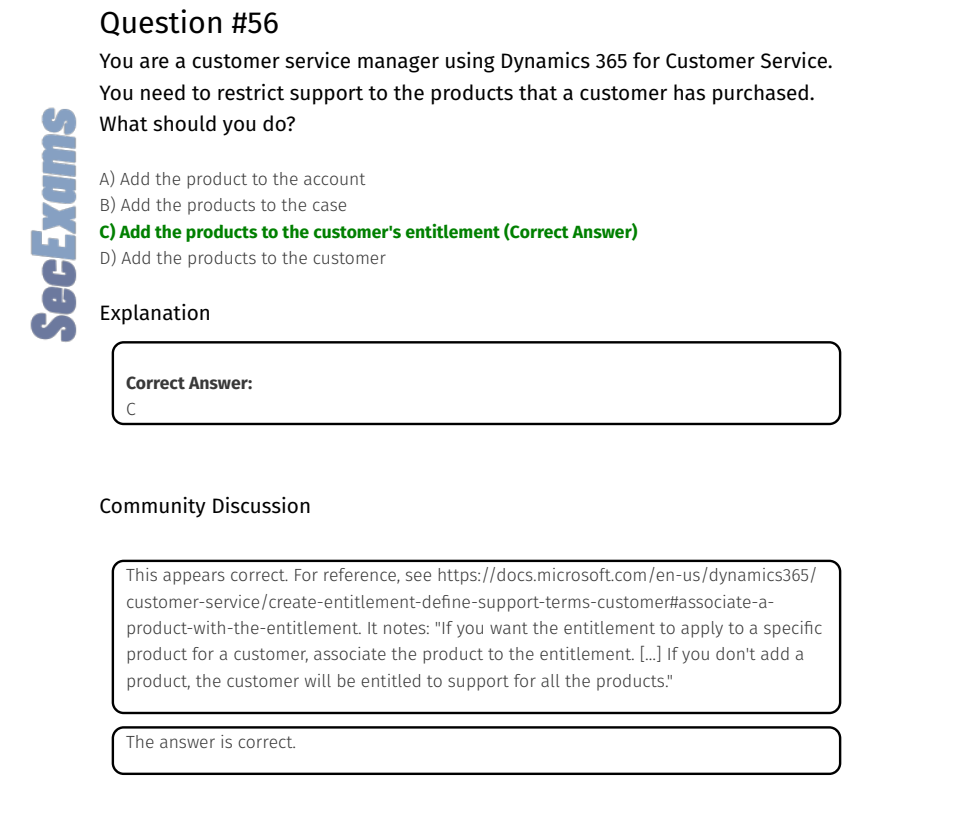 Question #56
You are a customer service manager using Dynamics 365 for Customer Service.
You need to restrict support to the products that a customer has purchased.
What should you do?
SecExams
A) Add the product to the account
B) Add the products to the case
C) Add the products to the customer's entitlement (Correct Answer)
D) Add the products to the customer
Explanation
Correct Answer:
C
Community Discussion
This appears correct. For reference, see https://docs.microsoft.com/en-us/dynamics365/
customer-service/create-entitlement-define-support-terms-customer#associate-a-
product-with-the-entitlement. It notes: "If you want the entitlement to apply to a specific
product for a customer, associate the product to the entitlement. [...] If you don't add a
product, the customer will be entitled to support for all the products."
The answer is correct.